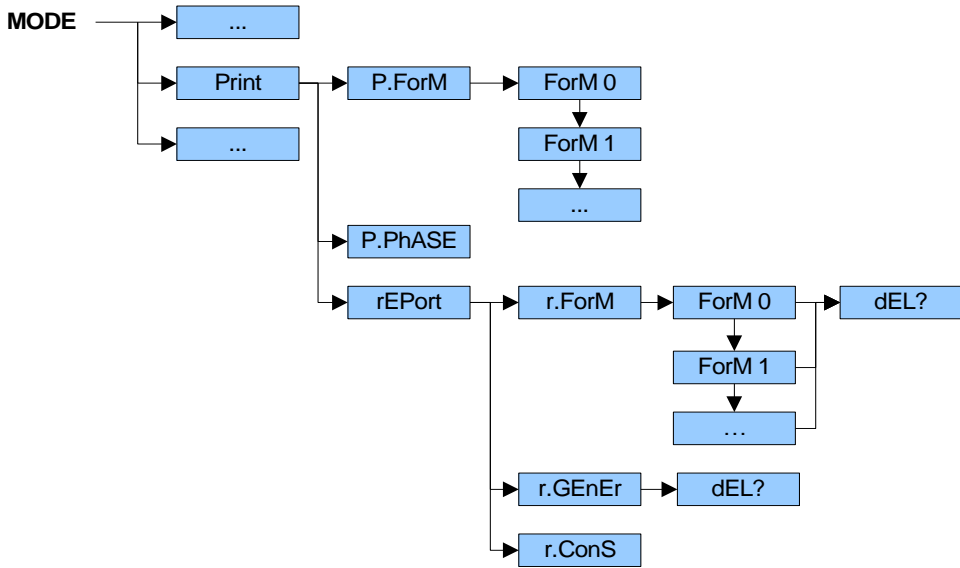 MODE
...
Print
P.ForM
ForM 0
ForM 1
...
...
P.PhASE
rEPort
r.ForM
ForM 0
dEL?
ForM 1
...
r.GEnEr
dEL?
r.ConS